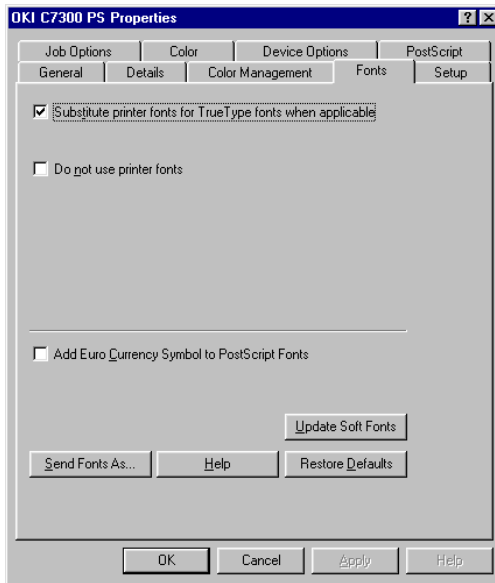 OKI C7300 PS Properties
Job Options Color Device Options PostScript
General Details Color Management Fonts Setup
Substitute printer fonts for TrueType fonts when applicable
Do not use printer fonts
Add Euro Currency Symbol to PostScript Fonts
Update Soft Fonts
Send Fonts As... Help Restore Defaults
OK Cancel Apply Help